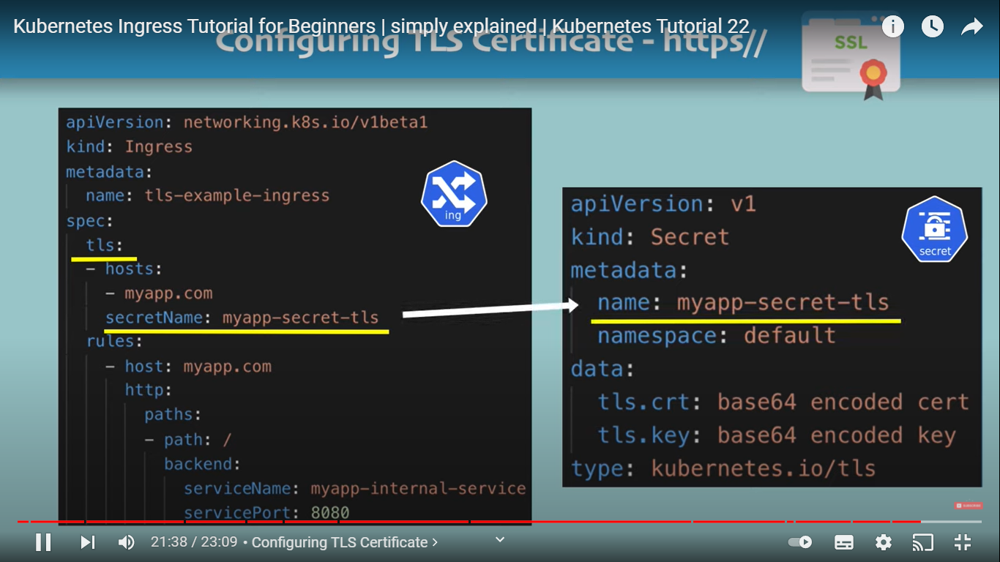 Kubernetes Ingress Tutorial for Beginners | simply explained | Kubernetes Tutorial 22
Configuring TLS Certificate - https//
SSL
apiVersion: networking.k8s.io/v1beta1
kind: Ingress
metadata:
name: tls-example-ingress
spec:
tls:
- hosts:
- myapp.com
secretName: myapp-secret-tls
rules:
- host: myapp.com
http:
paths:
- path: /
backend:
serviceName: myapp-internal-service
servicePort: 8080
ing
apiVersion: v1
kind: Secret
metadata:
name: myapp-secret-tls
namespace: default
data:
tls.crt: base64 encoded cert
tls.key: base64 encoded key
type: kubernetes.io/tls
secret
SUBSCRIBE
21:38 / 23:09 • Configuring TLS Certificate